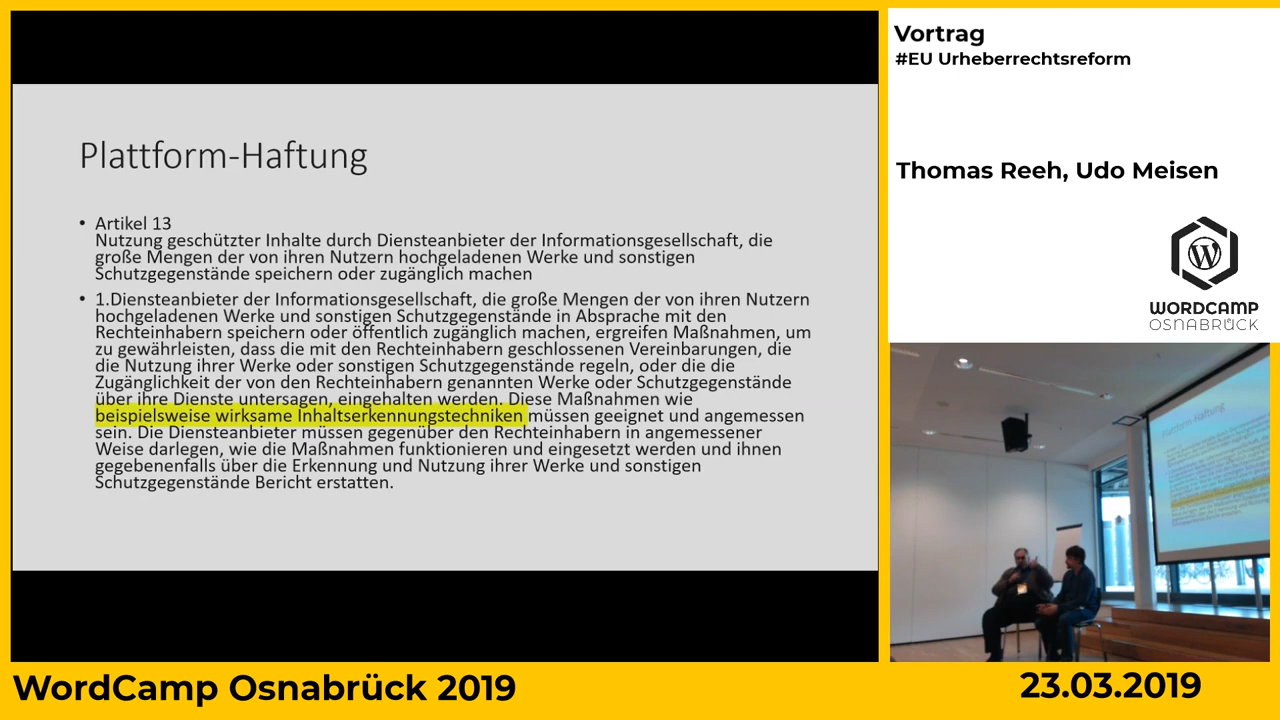 Plattform-Haftung
• Artikel 13
Nutzung geschützter Inhalte durch Diensteanbieter der Informationsgesellschaft, die
große Mengen der von ihren Nutzern hochgeladenen Werke und sonstigen
Schutzgegenstände speichern oder zugänglich machen
• 1.Diensteanbieter der Informationsgesellschaft, die große Mengen der von ihren Nutzern
hochgeladenen Werke und sonstigen Schutzgegenstände in Absprache mit den
Rechteinhabern speichern oder öffentlich zugänglich machen, ergreifen Maßnahmen, um
zu gewährleisten, dass die mit den Rechteinhabern geschlossenen Vereinbarungen, die
die Nutzung ihrer Werke oder sonstigen Schutzgegenstände regeln, oder die die
Zugänglichkeit der von den Rechteinhabern genannten Werke oder Schutzgegenstände
über ihre Dienste untersagen, eingehalten werden. Diese Maßnahmen wie
beispielsweise wirksame Inhaltserkennungstechniken müssen geeignet und angemessen
sein. Die Diensteanbieter müssen gegenüber den Rechteinhabern in angemessener
Weise darlegen, wie die Maßnahmen funktionieren und eingesetzt werden und ihnen
gegebenenfalls über die Erkennung und Nutzung ihrer Werke und sonstigen
Schutzgegenstände Bericht erstatten.
Vortrag
#EU Urheberrechtsreform
Thomas Reeh, Udo Meisen
WORDCAMP
OSNABRÜCK
Plattform-Haftung
WordCamp Osnabrück 2019
23.03.2019